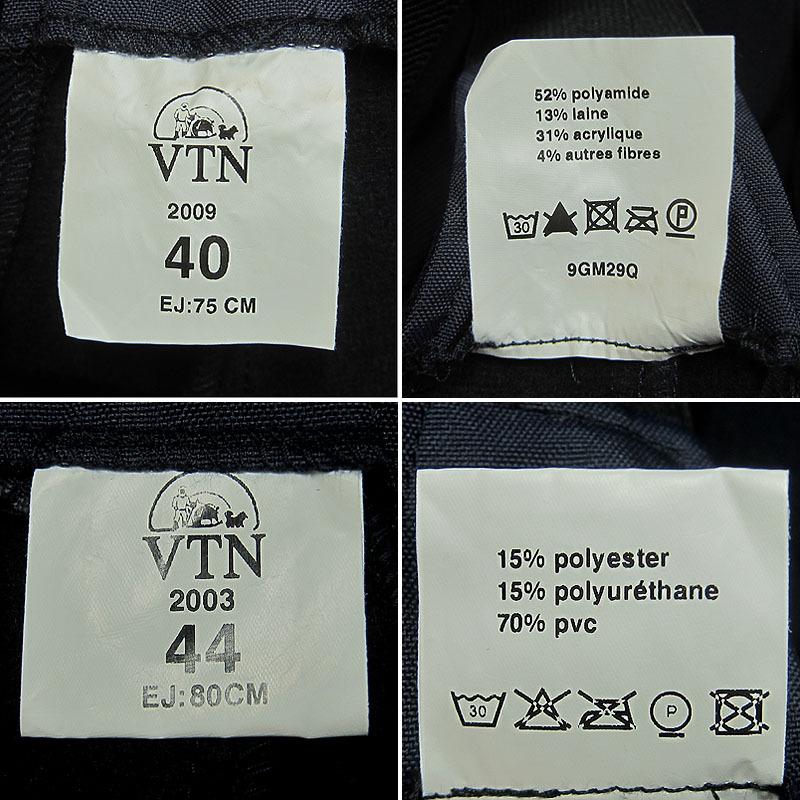 VTN
2009
40
EJ:75 CM
52% polyamide
13% laine
31% acrylique
4% autres fibres
30
P
9GM29Q
VTN
2003
44
EJ:80CM
15% polyester
15% polyuréthane
70% pvc
30
P